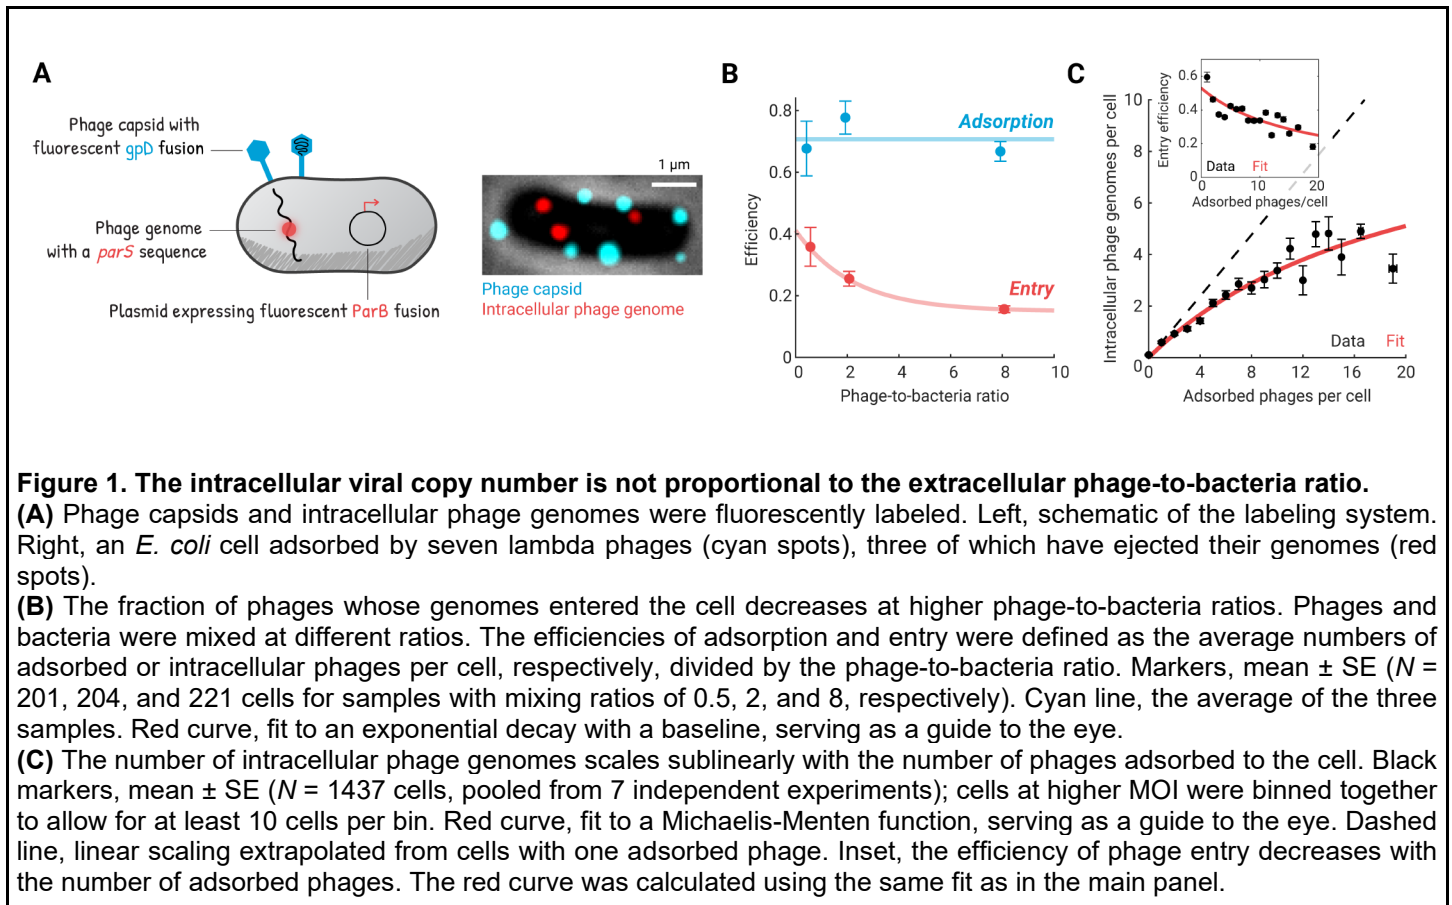 A
Phage capsid with
fluorescent gpD fusion
Phage genome
with a parS sequence
Plasmid expressing fluorescent ParB fusion
1 μm
Phage capsid
Intracellular phage genome
B
Efficiency
0.8
0.6
0.4
0.2
0
Adsorption
Entry
0 2 4 6 8 10
Phage-to-bacteria ratio
C
Intracellular phage genomes per cell
10
8
6
4
2
0
Entry efficiency
0.6
0.4
0.2
0
Data Fit
0 10 20
Adsorbed phages/cell
Data Fit
0 4 8 12 16 20
Adsorbed phages per cell
Figure 1. The intracellular viral copy number is not proportional to the extracellular phage-to-bacteria ratio.
(A) Phage capsids and intracellular phage genomes were fluorescently labeled. Left, schematic of the labeling system.
Right, an E. coli cell adsorbed by seven lambda phages (cyan spots), three of which have ejected their genomes (red
spots).
(B) The fraction of phages whose genomes entered the cell decreases at higher phage-to-bacteria ratios. Phages and
bacteria were mixed at different ratios. The efficiencies of adsorption and entry were defined as the average numbers of
adsorbed or intracellular phages per cell, respectively, divided by the phage-to-bacteria ratio. Markers, mean ± SE (N =
201, 204, and 221 cells for samples with mixing ratios of 0.5, 2, and 8, respectively). Cyan line, the average of the three
samples. Red curve, fit to an exponential decay with a baseline, serving as a guide to the eye.
(C) The number of intracellular phage genomes scales sublinearly with the number of phages adsorbed to the cell. Black
markers, mean ± SE (N = 1437 cells, pooled from 7 independent experiments); cells at higher MOI were binned together
to allow for at least 10 cells per bin. Red curve, fit to a Michaelis-Menten function, serving as a guide to the eye. Dashed
line, linear scaling extrapolated from cells with one adsorbed phage. Inset, the efficiency of phage entry decreases with
the number of adsorbed phages. The red curve was calculated using the same fit as in the main panel.